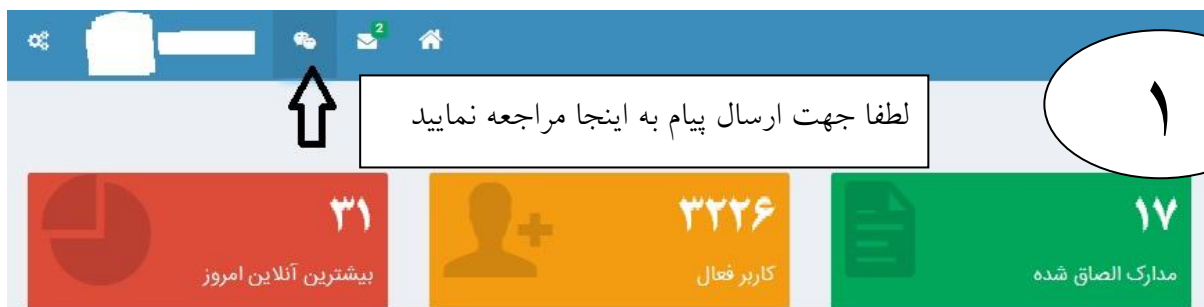 2
۱
لطفا جهت ارسال پیام به اینجا مراجعه نمایید
۱۷
مدارک الصاق شده
۳۲۲۶
کاربر فعال
۳۱
بیشترین آنلاین امروز